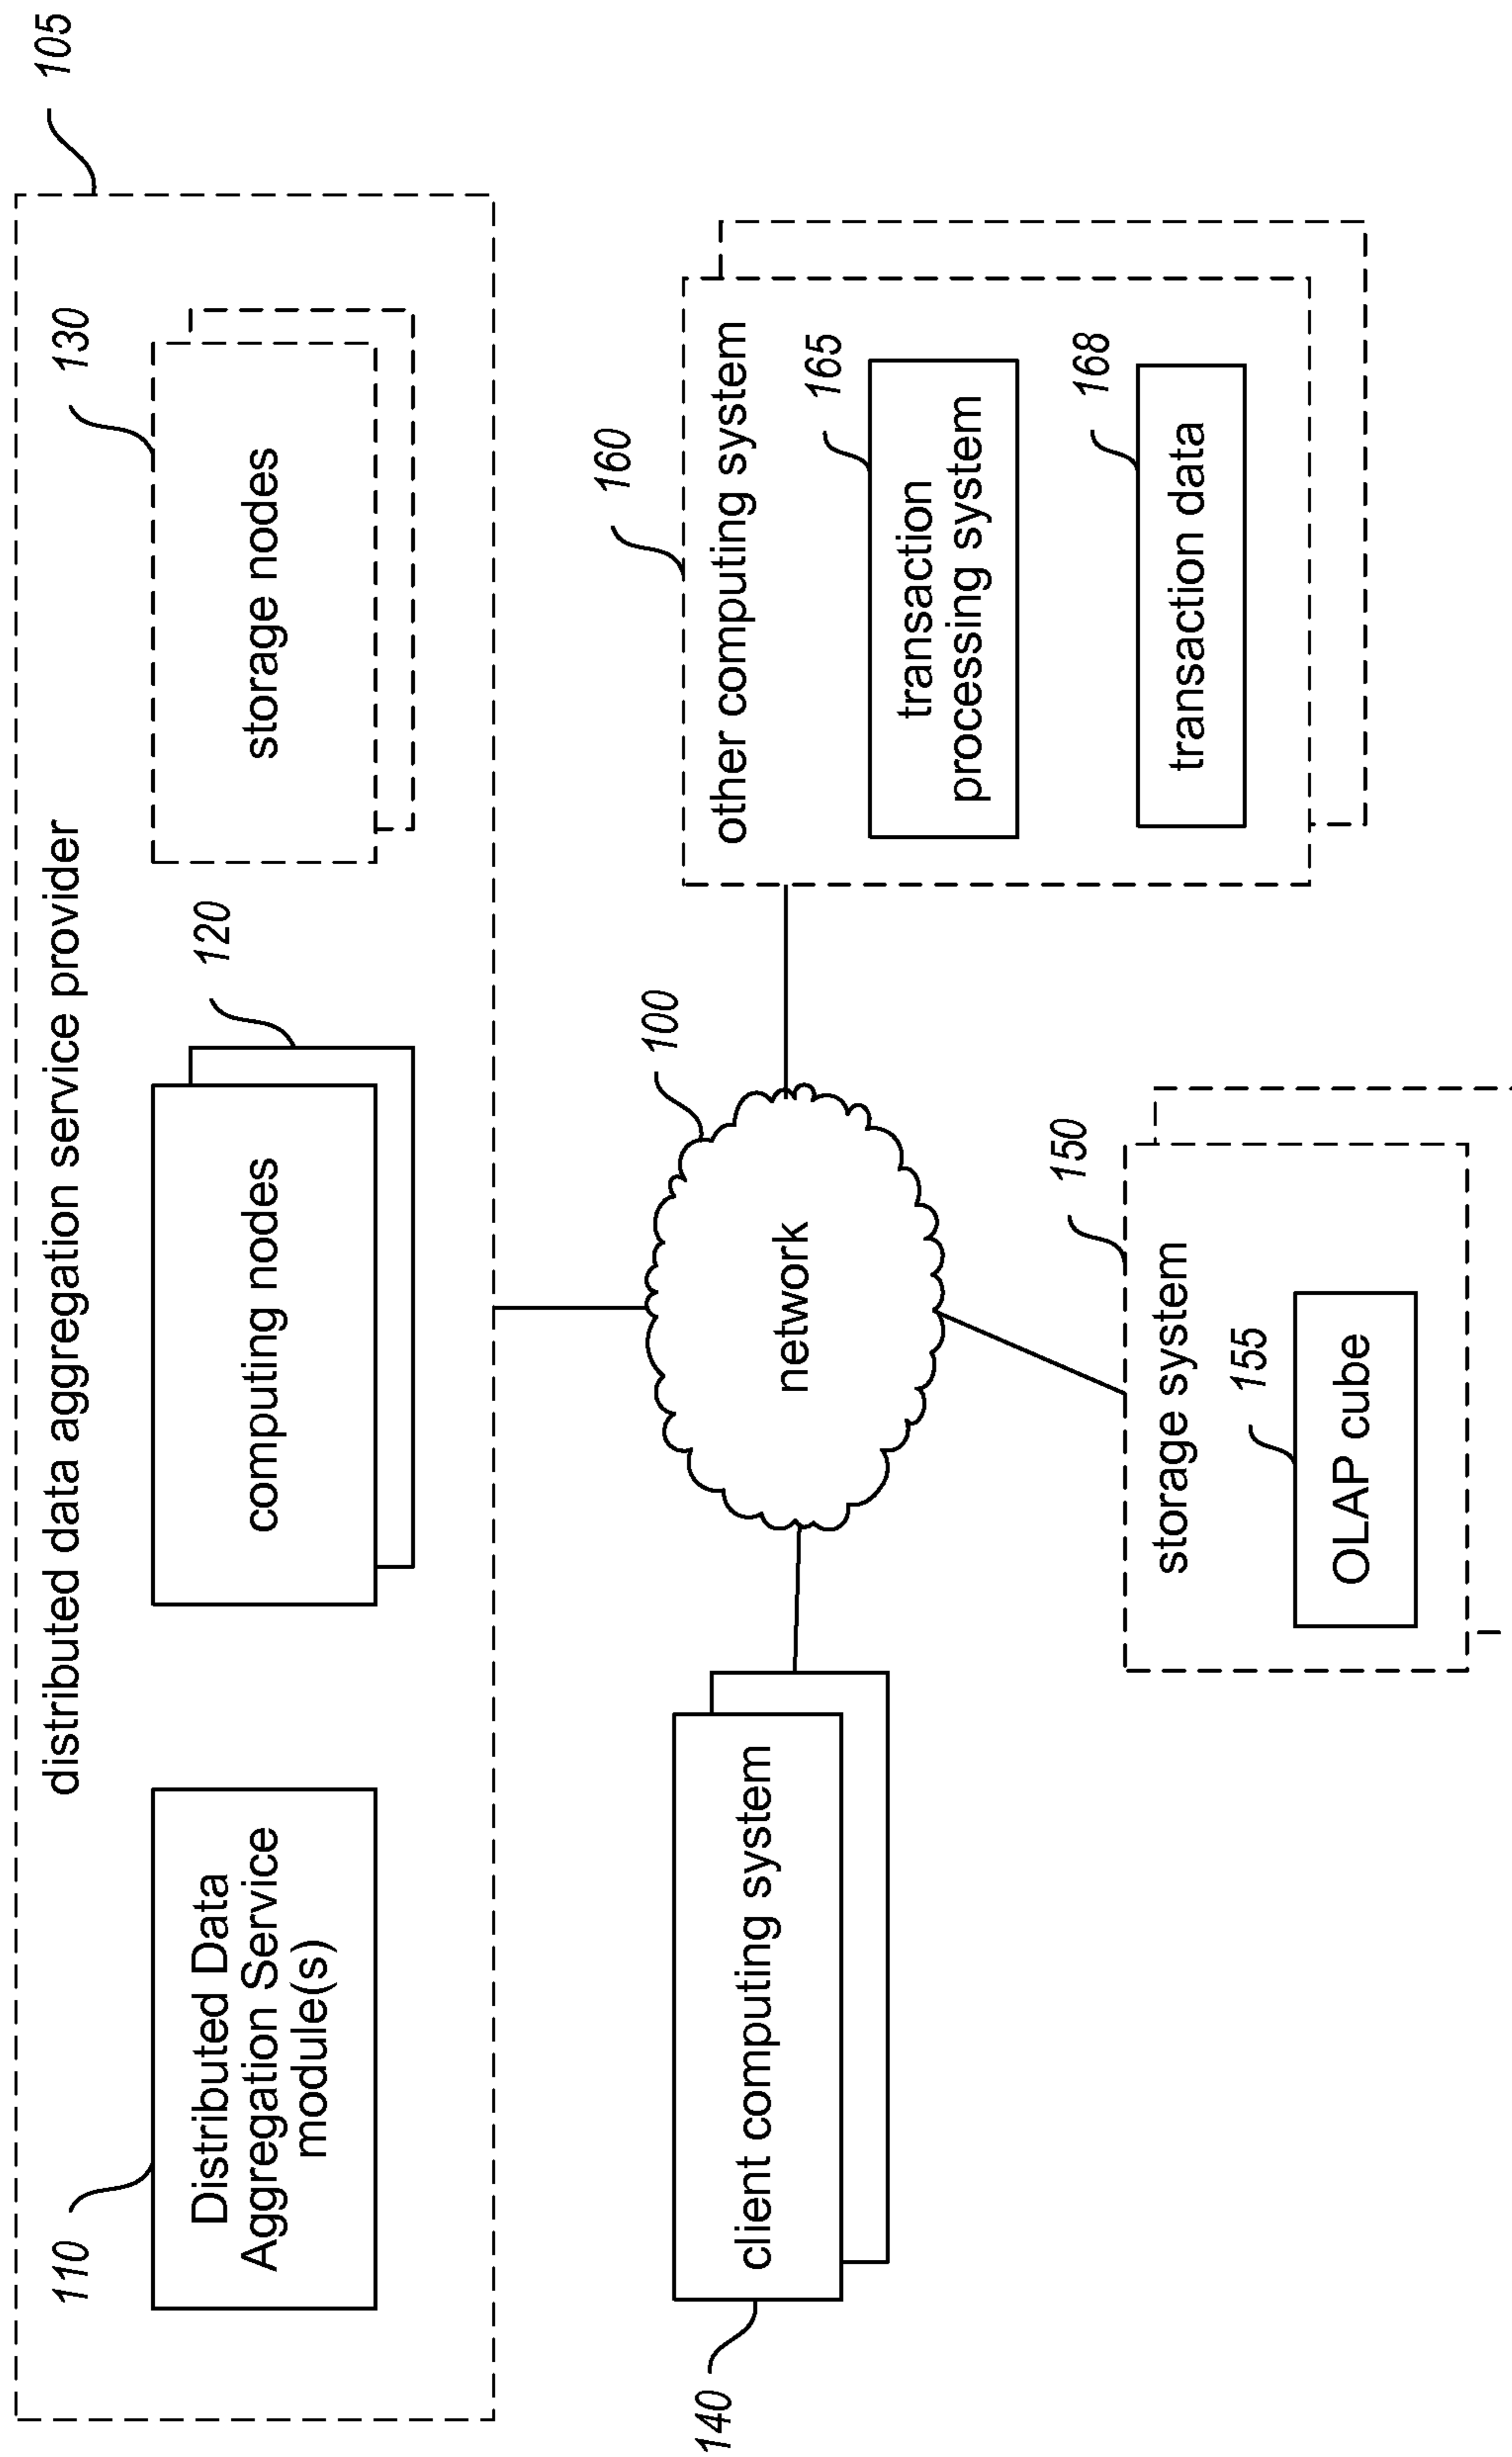 105
distributed data aggregation service provider
110
Distributed Data
Aggregation Service
module(s)
120
computing nodes
130
storage nodes
140
client computing system
100
network
160
other computing system
165
transaction
processing system
168
transaction data
150
storage system
155
OLAP cube